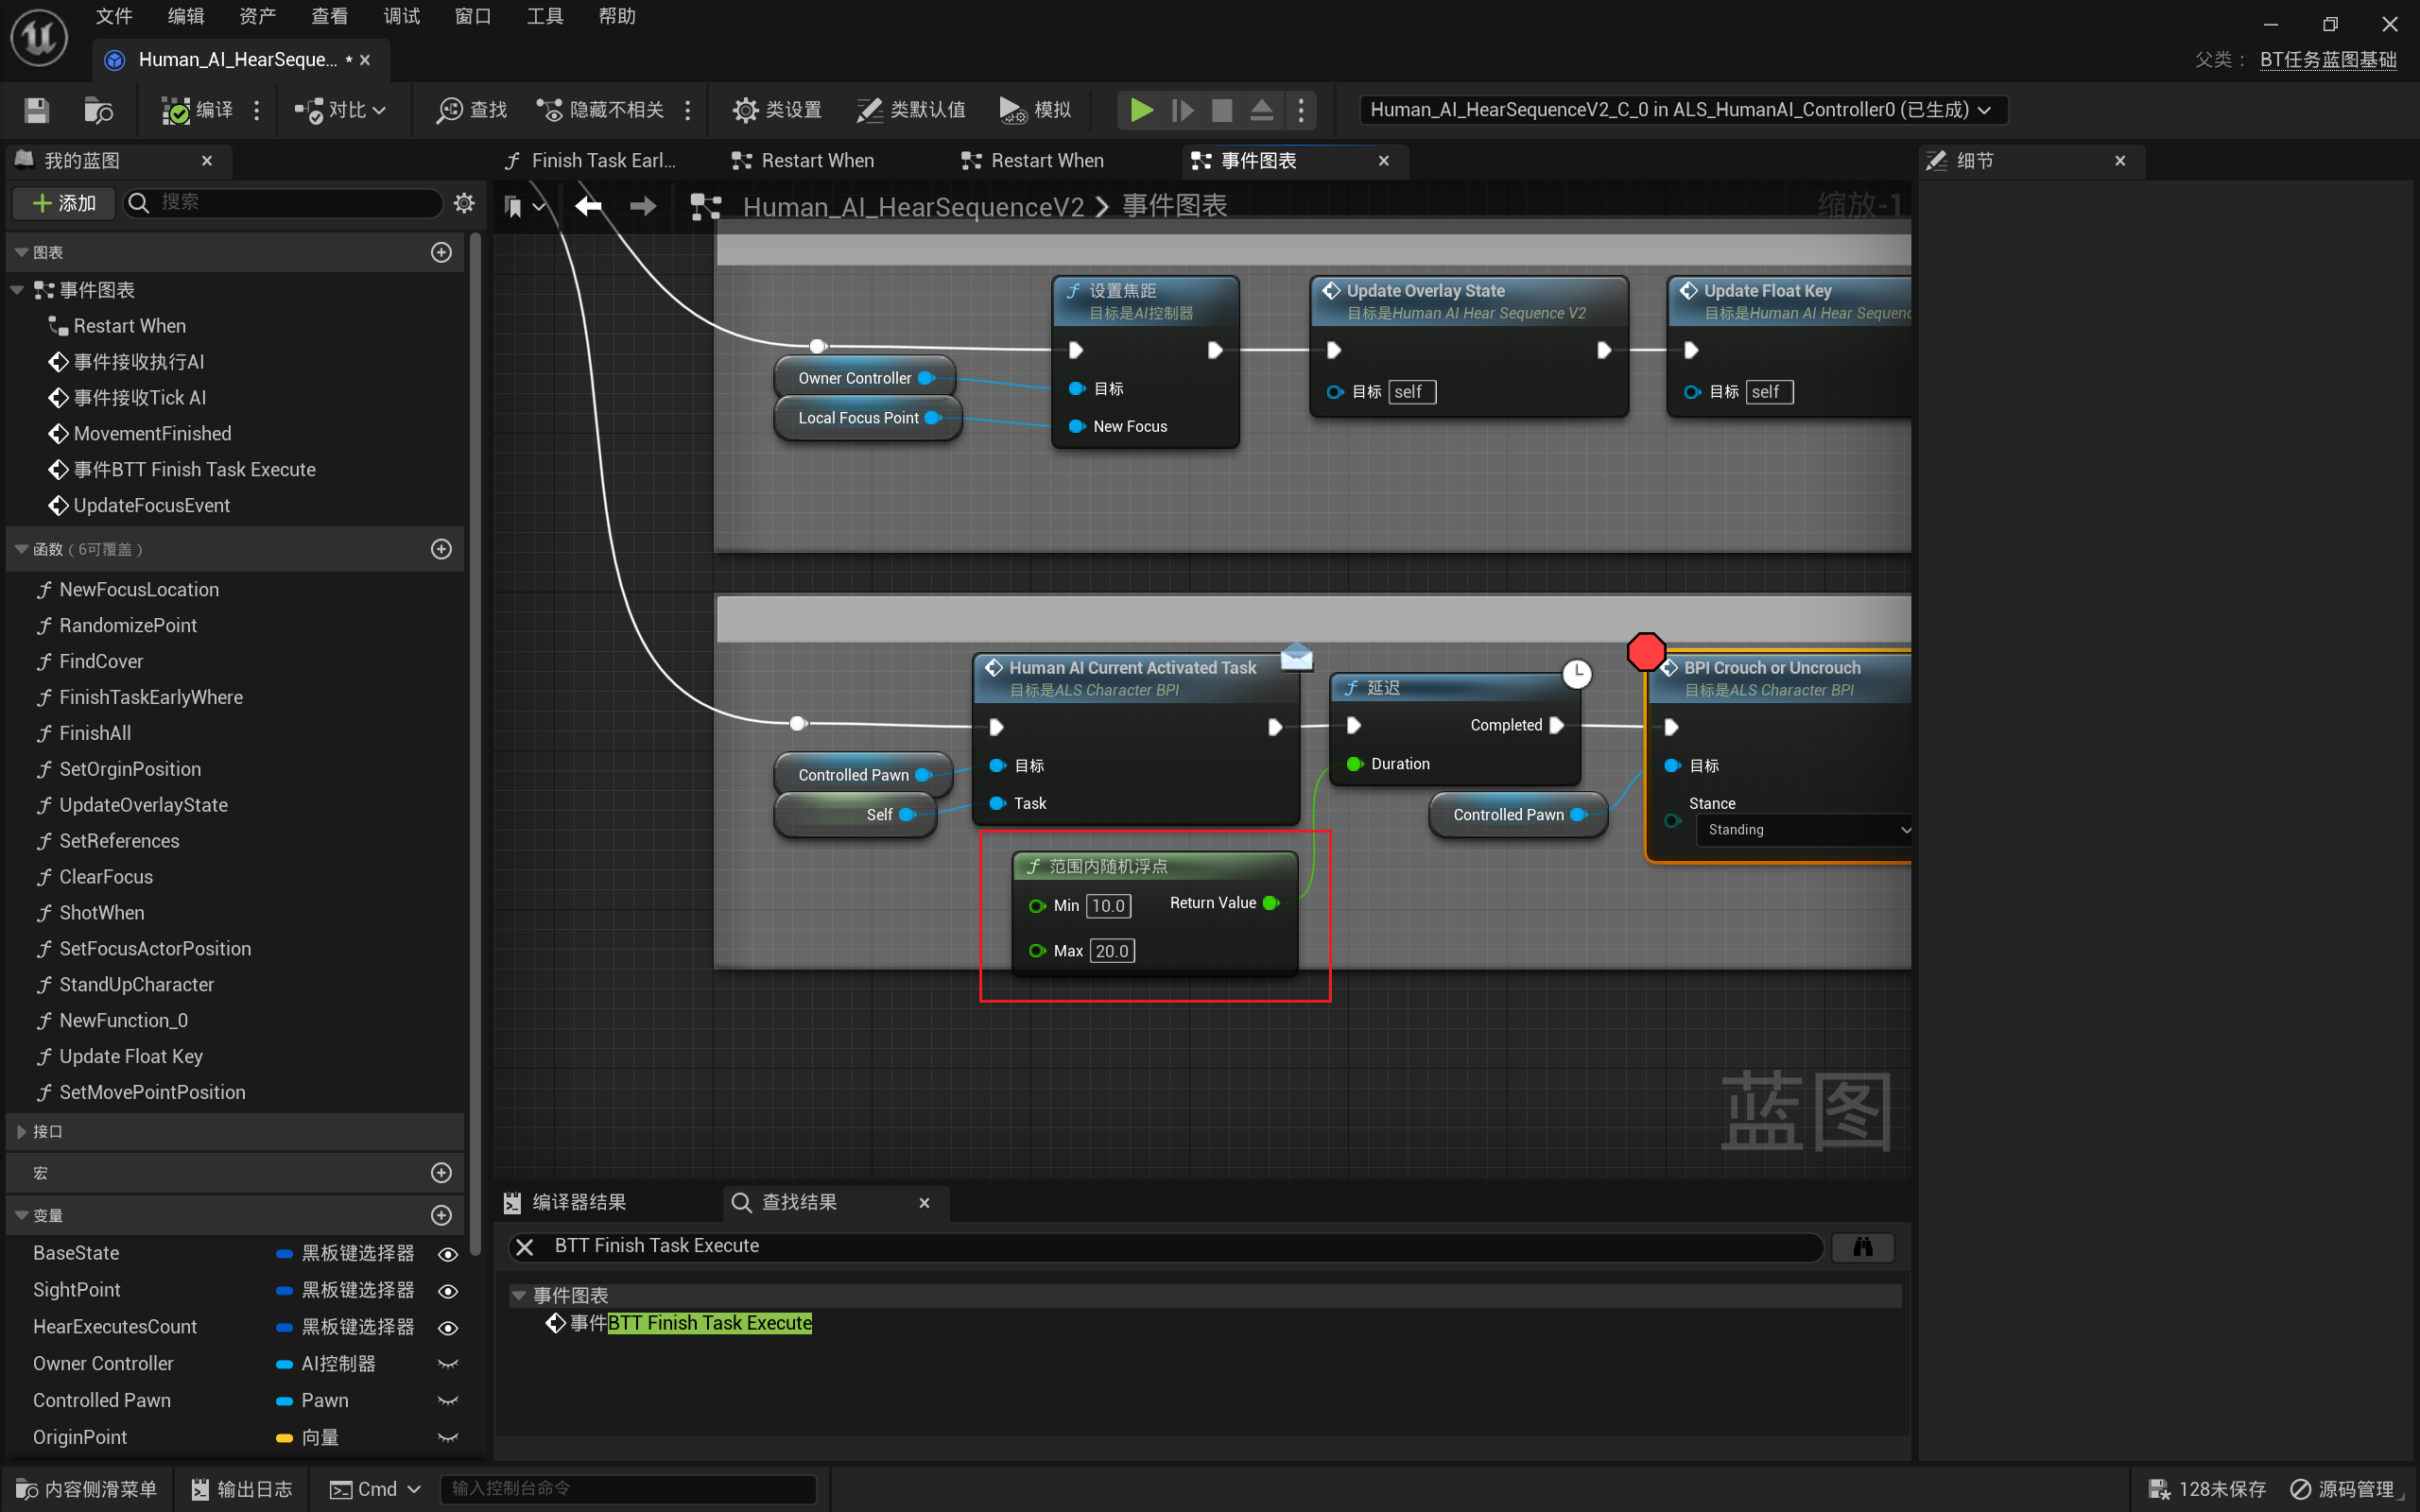 文件 编辑 资产 查看 调试 窗口 工具 帮助
Human_AI_HearSeque... *
父类： BT任务蓝图基础
编译 对比 查找 隐藏不相关 类设置 类默认值 模拟 Human_AI_HearSequenceV2_C_0 in ALS_HumanAI_Controller0 (已生成)
我的蓝图
添加 搜索
图表
事件图表
Restart When
事件接收执行AI
事件接收Tick AI
MovementFinished
事件BTT Finish Task Execute
UpdateFocusEvent
函数（6可覆盖）
NewFocusLocation
RandomizePoint
FindCover
FinishTaskEarlyWhere
FinishAll
SetOrginPosition
UpdateOverlayState
SetReferences
ClearFocus
ShotWhen
SetFocusActorPosition
StandUpCharacter
NewFunction_0
Update Float Key
SetMovePointPosition
接口
宏
变量
BaseState 黑板键选择器
SightPoint 黑板键选择器
HearExecutesCount 黑板键选择器
Owner Controller AI控制器
Controlled Pawn Pawn
OriginPoint 向量
Finish Task Earl... Restart When Restart When 事件图表
Human_AI_HearSequenceV2 > 事件图表 缩放-1
设置焦距
目标是AI控制器
目标
New Focus
Owner Controller
Local Focus Point
Update Overlay State
目标是Human AI Hear Sequence V2
目标 self
Update Float Key
目标是Human AI Hear Sequenc
目标 self
Human AI Current Activated Task
目标是ALS Character BPI
目标
Task
Controlled Pawn
Self
延迟
Completed
Duration
Controlled Pawn
BPI Crouch or Uncrouch
目标是ALS Character BPI
目标
Stance
Standing
范围内随机浮点
Min 10.0 Return Value
Max 20.0
蓝图
编译器结果 查找结果
BTT Finish Task Execute
事件图表
事件BTT Finish Task Execute
细节
内容侧滑菜单 输出日志 Cmd 输入控制台命令 128未保存 源码管理